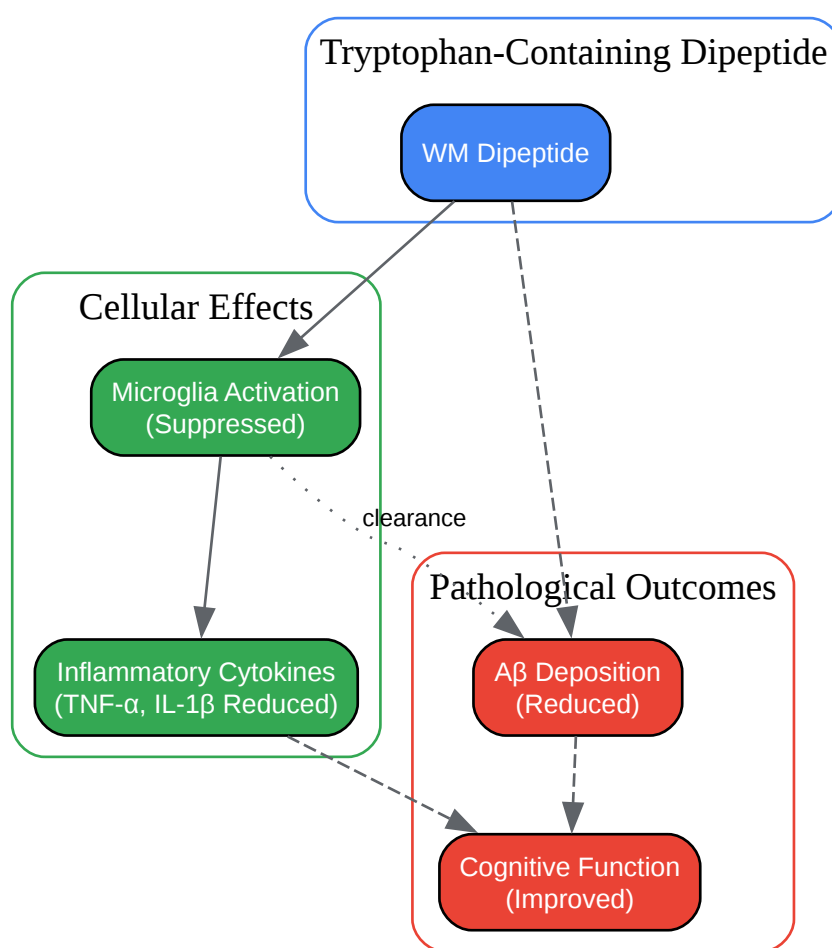 Tryptophan-Containing Dipeptide
WM Dipeptide
Cellular Effects
Microglia Activation
(Suppressed)
clearance
Pathological Outcomes
Inflammatory Cytokines
(TNF-α, IL-1β Reduced)
Aβ Deposition
(Reduced)
Cognitive Function
(Improved)